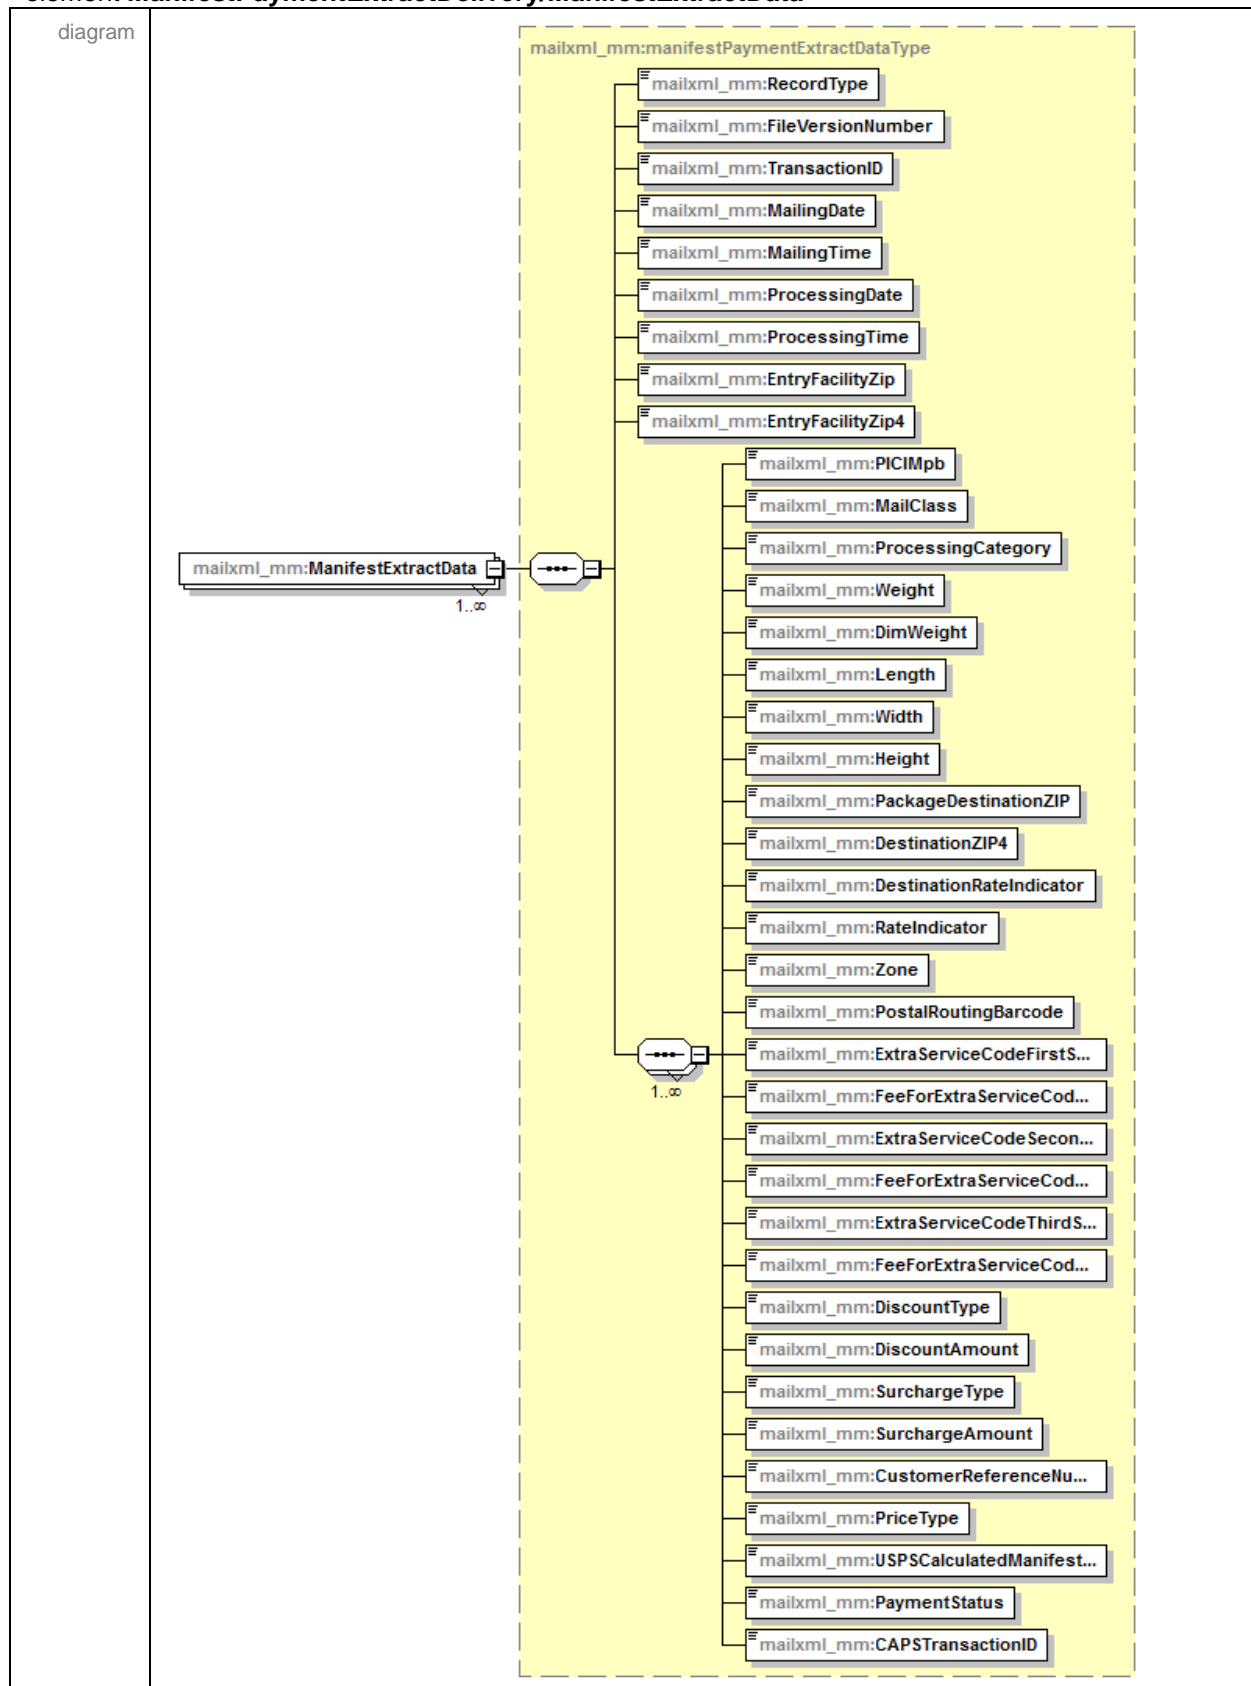 element ManifestPaymentExtractDelivery/ManifestExtractData
diagram
mailxml_mm:manifestPaymentExtractDataType
mailxml_mm:RecordType
mailxml_mm:FileVersionNumber
mailxml_mm:TransactionID
mailxml_mm:MailingDate
mailxml_mm:MailingTime
mailxml_mm:ProcessingDate
mailxml_mm:ProcessingTime
mailxml_mm:EntryFacilityZip
mailxml_mm:EntryFacilityZip4
mailxml_mm:PICIMpb
mailxml_mm:MailClass
mailxml_mm:ProcessingCategory
mailxml_mm:ManifestExtractData
1..∞
mailxml_mm:Weight
mailxml_mm:DimWeight
mailxml_mm:Length
mailxml_mm:Width
mailxml_mm:Height
mailxml_mm:PackageDestinationZIP
mailxml_mm:DestinationZIP4
mailxml_mm:DestinationRateIndicator
mailxml_mm:RateIndicator
mailxml_mm:Zone
mailxml_mm:PostalRoutingBarcode
mailxml_mm:ExtraServiceCodeFirstS...
1..∞
mailxml_mm:FeeForExtraServiceCod...
mailxml_mm:ExtraServiceCodeSecon...
mailxml_mm:FeeForExtraServiceCod...
mailxml_mm:ExtraServiceCodeThirdS...
mailxml_mm:FeeForExtraServiceCod...
mailxml_mm:DiscountType
mailxml_mm:DiscountAmount
mailxml_mm:SurchargeType
mailxml_mm:SurchargeAmount
mailxml_mm:CustomerReferenceNu...
mailxml_mm:PriceType
mailxml_mm:USPSCalculatedManifest...
mailxml_mm:PaymentStatus
mailxml_mm:CAPSTransactionID